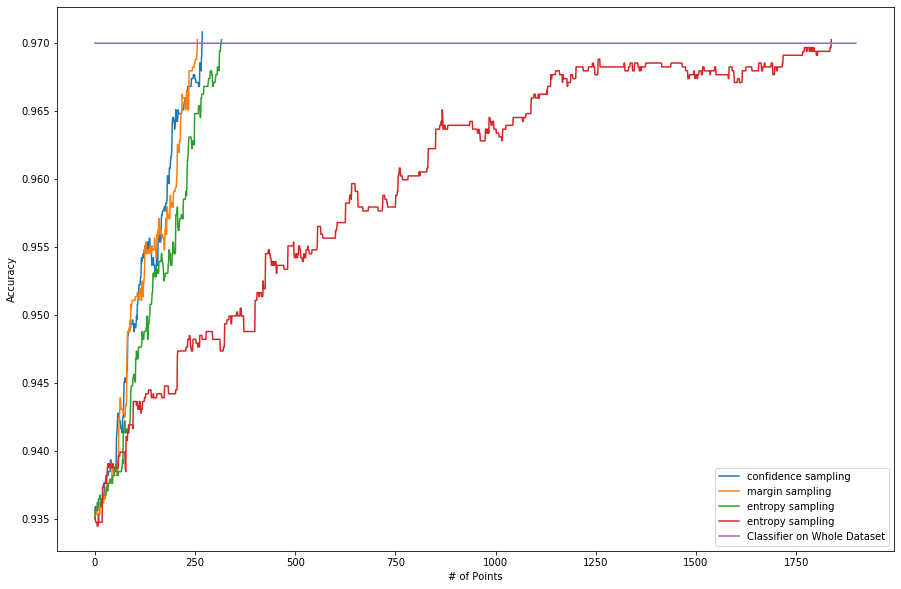 0.970
0.965
0.960
0.955
0.950
0.945
0.940
0.935
Accuracy
0
250
500
750
1000
1250
1500
1750
# of Points
confidence sampling
margin sampling
entropy sampling
entropy sampling
Classifier on Whole Dataset